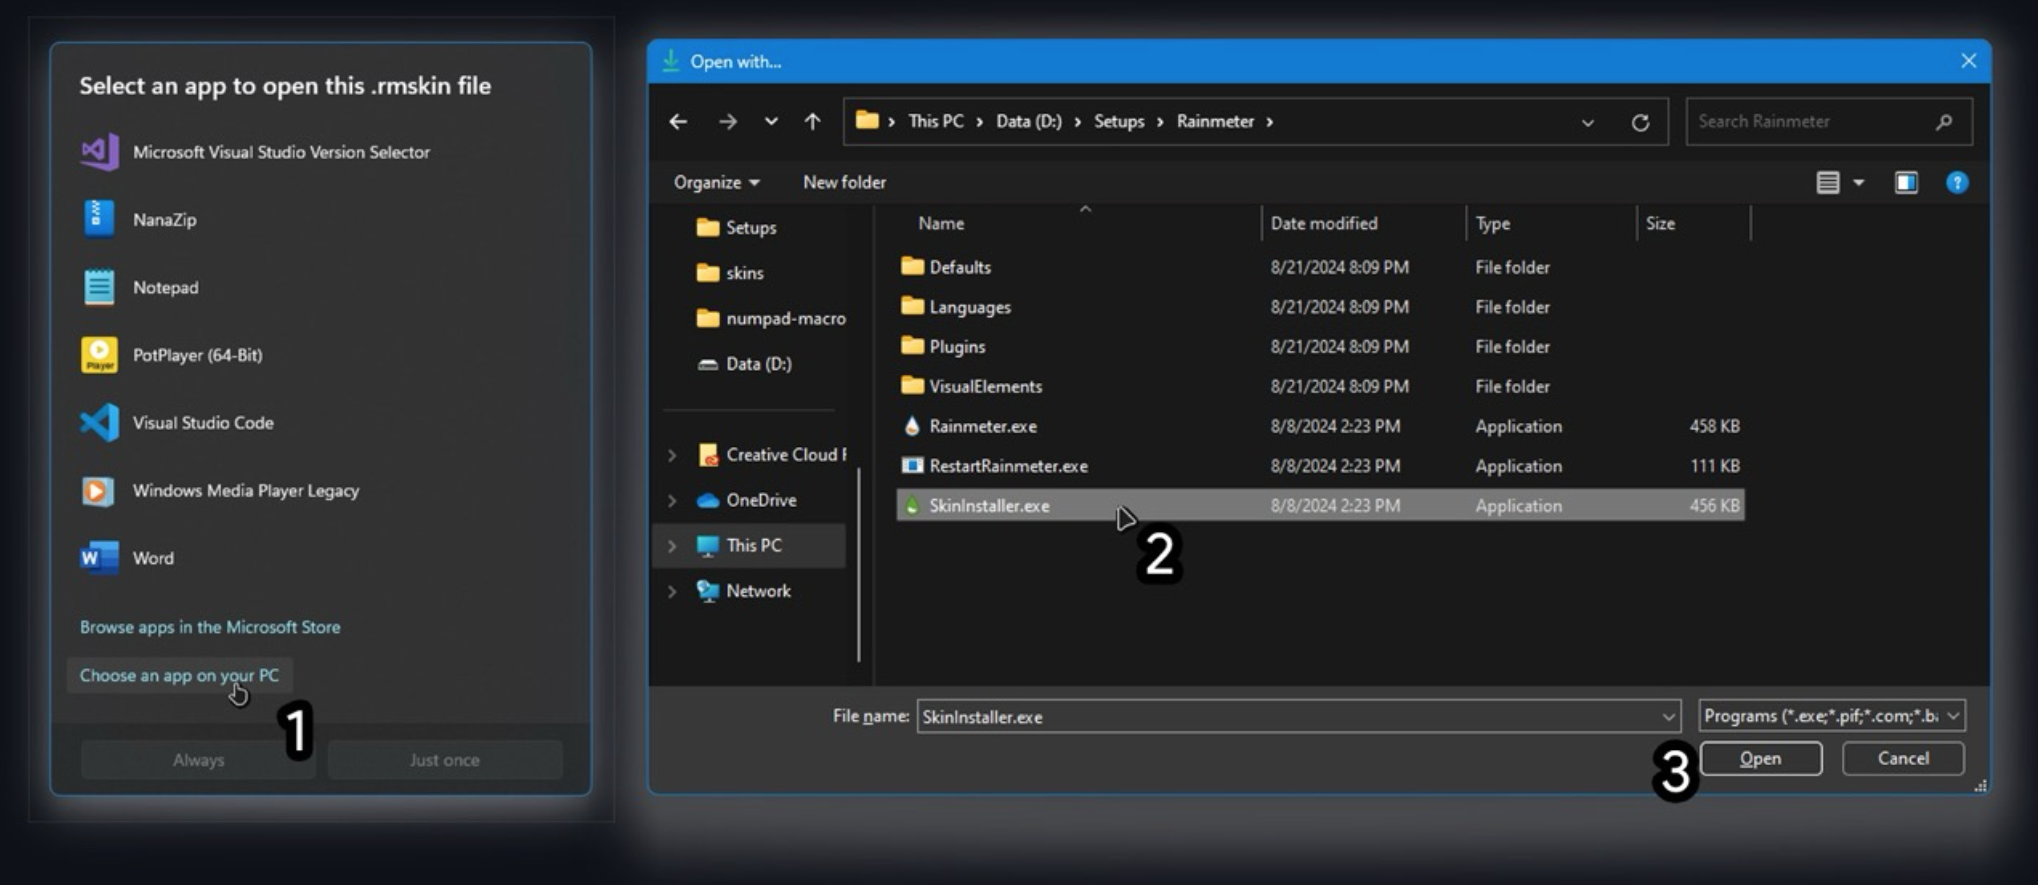 Select an app to open this .rmskin file
Microsoft Visual Studio Version Selector
NanaZip
Notepad
Player
PotPlayer (64-Bit)
Visual Studio Code
Windows Media Player Legacy
W
Word
Browse apps in the Microsoft Store
Choose an app on your PC
1
Always
Just once
Open with...
This PC > Data (D:) > Setups > Rainmeter >
Search Rainmeter
Organize
New folder
?
Setups
skins
numpad-macro
Data (D:)
Creative Cloud F
OneDrive
This PC
Network
Name Date modified Type Size
Defaults 8/21/2024 8:09 PM File folder
Languages 8/21/2024 8:09 PM File folder
Plugins 8/21/2024 8:09 PM File folder
VisualElements 8/21/2024 8:09 PM File folder
Rainmeter.exe 8/8/2024 2:23 PM Application 458 KB
RestartRainmeter.exe 8/8/2024 2:23 PM Application 111 KB
SkinInstaller.exe 8/8/2024 2:23 PM Application 456 KB
2
File name: SkinInstaller.exe
Programs (*.exe;*.pif;*.com;*.ba
3
Open
Cancel